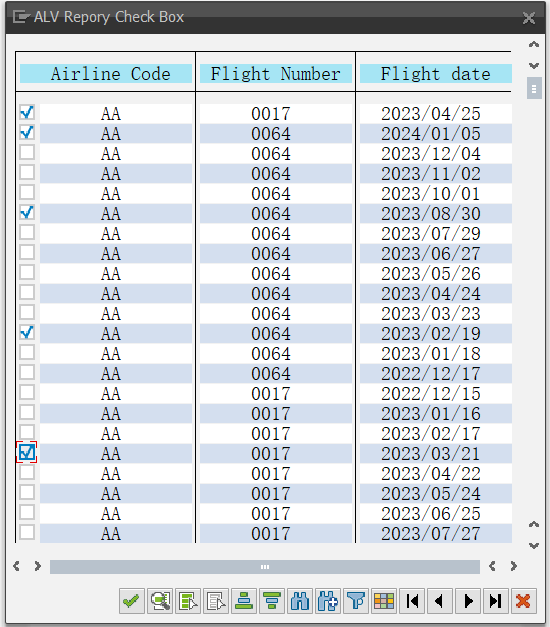 ALV Repory Check Box
Airline Code Flight Number Flight date
AA 0017 2023/04/25
AA 0064 2024/01/05
AA 0064 2023/12/04
AA 0064 2023/11/02
AA 0064 2023/10/01
AA 0064 2023/08/30
AA 0064 2023/07/29
AA 0064 2023/06/27
AA 0064 2023/05/26
AA 0064 2023/04/24
AA 0064 2023/03/23
AA 0064 2023/02/19
AA 0064 2023/01/18
AA 0064 2022/12/17
AA 0017 2022/12/15
AA 0017 2023/01/16
AA 0017 2023/02/17
AA 0017 2023/03/21
AA 0017 2023/04/22
AA 0017 2023/05/24
AA 0017 2023/06/25
AA 0017 2023/07/27